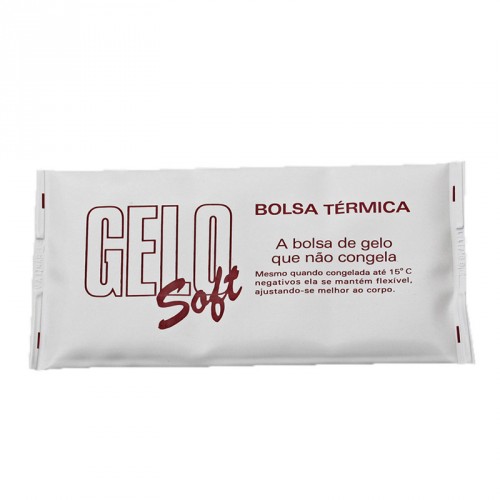 GELO
Soft
BOLSA TÉRMICA
A bolsa de gelo
que não congela
Mesmo quando congelada até 15° C
negativos ela se mantém flexível,
ajustando-se melhor ao corpo.